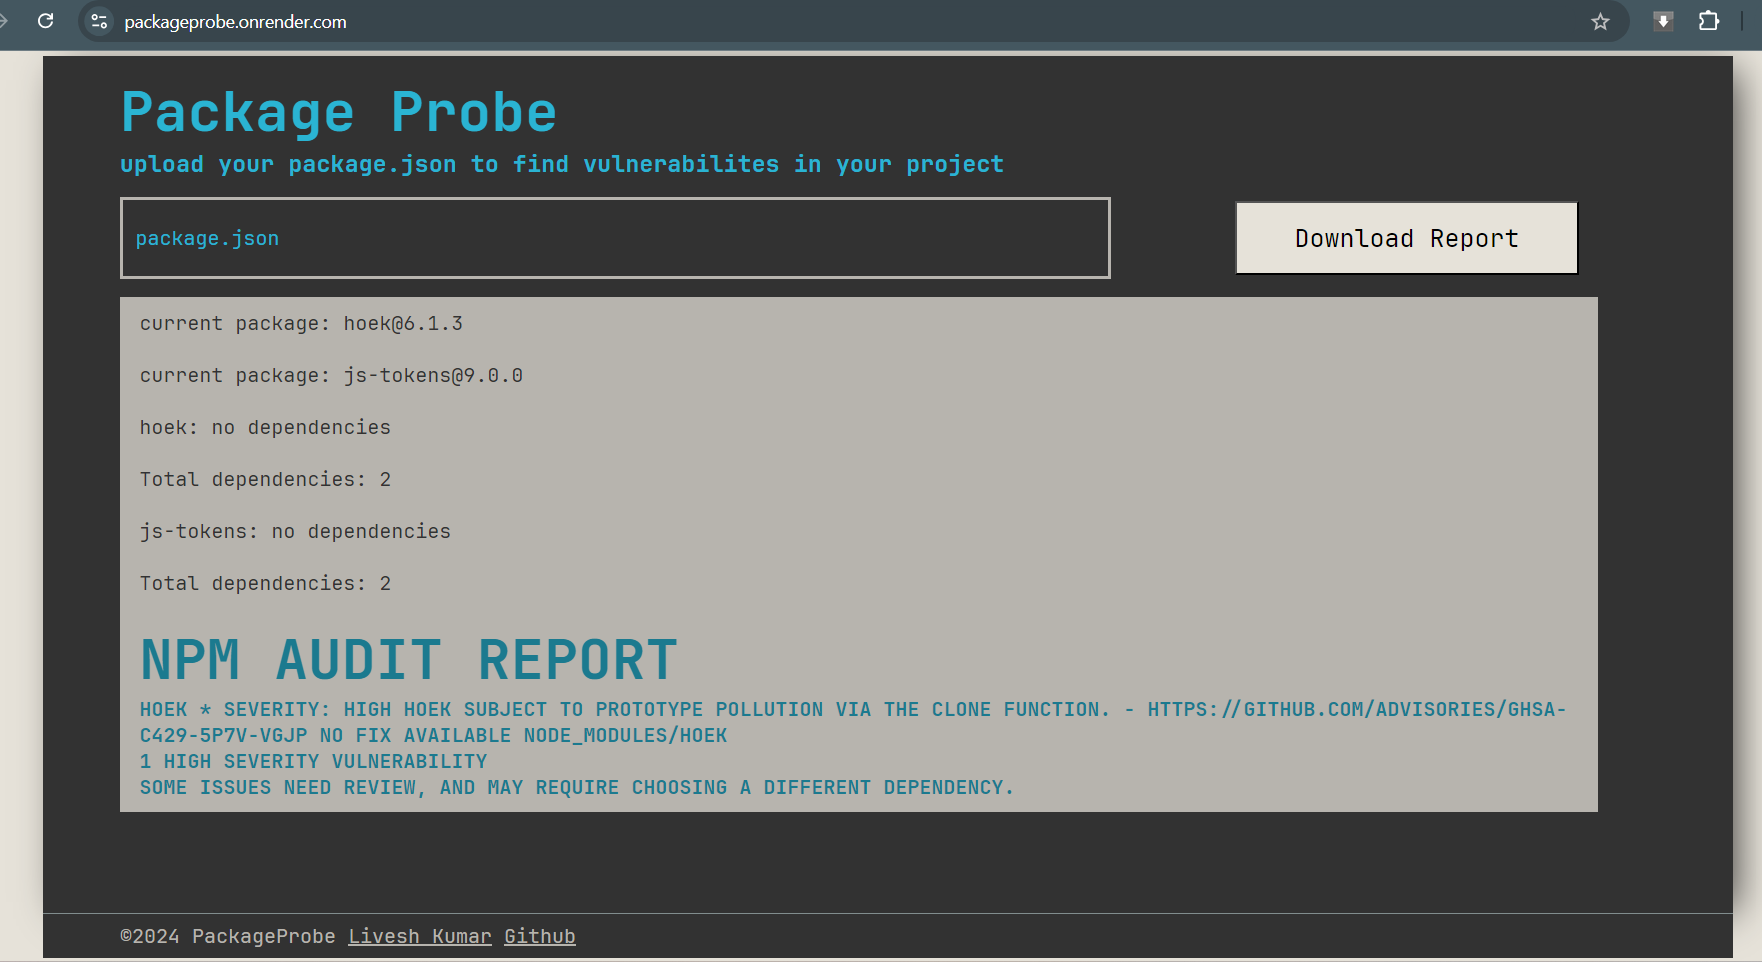 packageprobe.onrender.com
Package Probe
upload your package.json to find vulnerabilites in your project
package.json
Download Report
current package: hoek@6.1.3
current package: js-tokens@9.0.0
hoek: no dependencies
Total dependencies: 2
js-tokens: no dependencies
Total dependencies: 2
NPM AUDIT REPORT
HOEK * SEVERITY: HIGH HOEK SUBJECT TO PROTOTYPE POLLUTION VIA THE CLONE FUNCTION. - HTTPS://GITHUB.COM/ADVISORIES/GHSA-
C429-5P7V-VGJP NO FIX AVAILABLE NODE_MODULES/HOEK
1 HIGH SEVERITY VULNERABILITY
SOME ISSUES NEED REVIEW, AND MAY REQUIRE CHOOSING A DIFFERENT DEPENDENCY.
©2024 PackageProbe Livesh Kumar Github